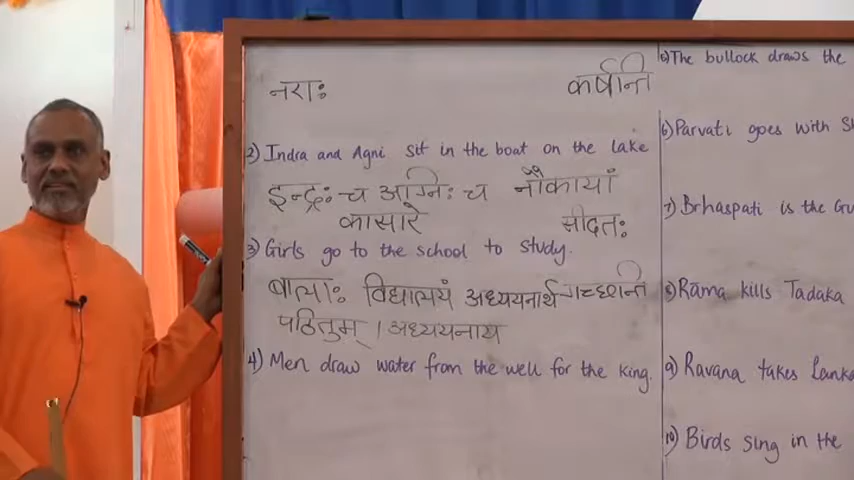 नराः कर्षन्ति
2) Indra and Agni sit in the boat on the lake
इन्द्रः च अग्निः च नौकायां
कासारे सीदतः
3) Girls go to the school to study.
बालाः विद्यालयं अध्ययनार्थं गच्छन्ति
पठितुम् । अध्ययनाय
4) Men draw water from the well for the king.
5) The bullock draws the
6) Parvati goes with
7) Brhaspati is the
8) Rāma kills Tadaka
9) Ravana takes
10) Birds sing in the